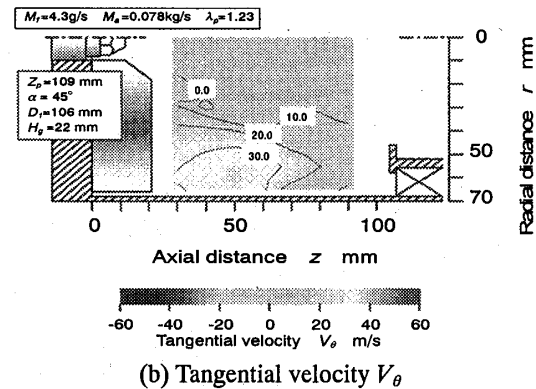 M_f=4.3g/s M_a=0.078kg/s λ_p=1.23
Z_p=109 mm
α = 45°
D_f=106 mm
H_g=22 mm
0.0
10.0
20.0
30.0
0
50
70
Radial distance r mm
0 50 100
Axial distance z mm
-60 -40 -20 0 20 40 60
Tangential velocity V_θ m/s
(b) Tangential velocity V_θ